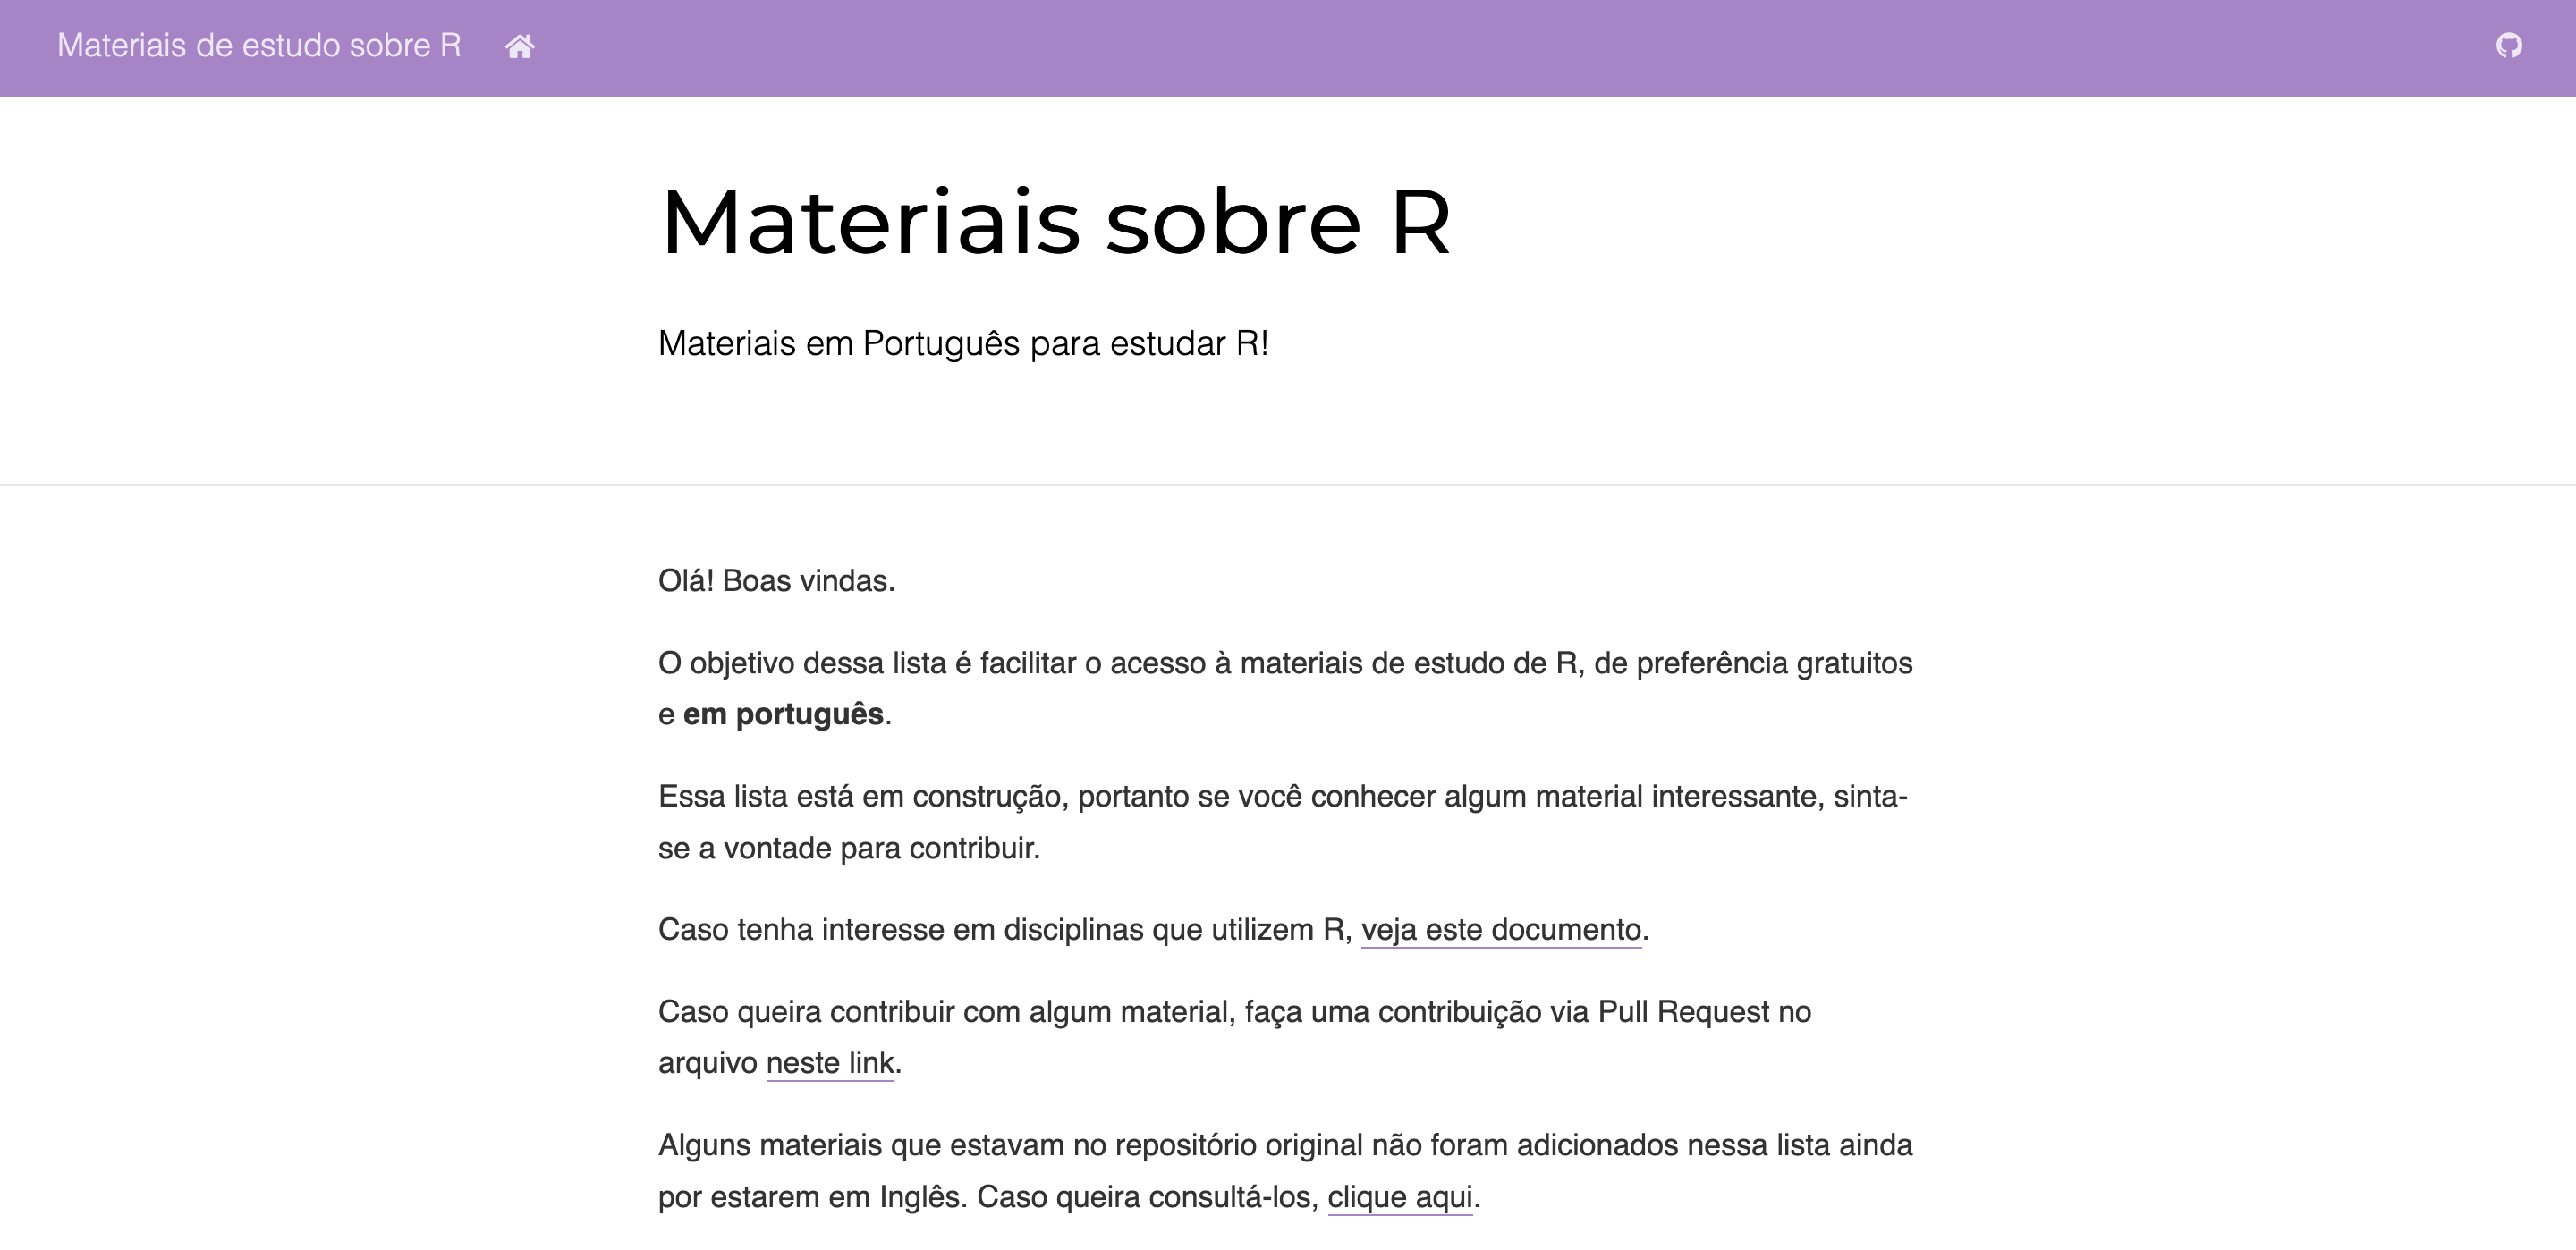 Materiais de estudo sobre R
Materiais sobre R
Materiais em Português para estudar R!
Olá! Boas vindas.
O objetivo dessa lista é facilitar o acesso à materiais de estudo de R, de preferência gratuitos
e em português.
Essa lista está em construção, portanto se você conhecer algum material interessante, sinta-
se a vontade para contribuir.
Caso tenha interesse em disciplinas que utilizem R, veja este documento.
Caso queira contribuir com algum material, faça uma contribuição via Pull Request no
arquivo neste link.
Alguns materiais que estavam no repositório original não foram adicionados nessa lista ainda
por estarem em Inglês. Caso queira consultá-los, clique aqui.